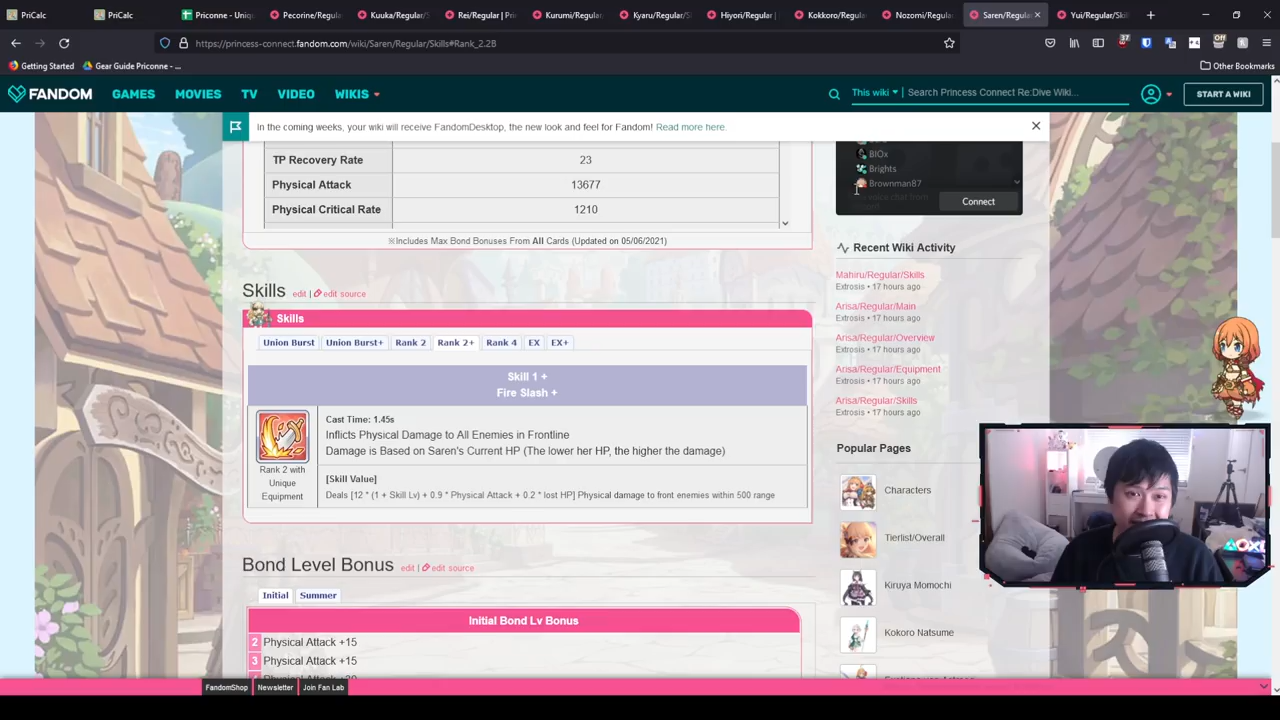 PriCalc
PriCalc
Priconne - Uniq
Pecorine/Regular
Kuuka/Regular/S
Rei/Regular | Pri
Kurumi/Regular/
Kyaru/Regular/S
Hiyori/Regular |
Kokkoro/Regular
Nozomi/Regular
Saren/Regular
Yui/Regular/Skill
https://princess-connect.fandom.com/wiki/Saren/Regular/Skills#Rank_2.2B
37
Off
Getting Started
Gear Guide Priconne - ...
Other Bookmarks
FANDOM
GAMES
MOVIES
TV
VIDEO
WIKIS
This wiki
Search Princess Connect Re:Dive Wiki...
START A WIKI
In the coming weeks, your wiki will receive FandomDesktop, the new look and feel for Fandom! Read more here.
TP Recovery Rate
23
Physical Attack
13677
Physical Critical Rate
1210
※Includes Max Bond Bonuses From All Cards (Updated on 05/06/2021)
BIOx
Brights
Brownman87
Connect
Skills
edit | edit source
Skills
Union Burst
Union Burst+
Rank 2
Rank 2+
Rank 4
EX
EX+
Skill 1 +
Fire Slash +
Cast Time: 1.45s
Inflicts Physical Damage to All Enemies in Frontline
Damage is Based on Saren's current HP (The lower her HP, the higher the damage)
Rank 2 with
Unique
Equipment
[Skill Value]
Deals [12 * (1 + Skill Lv) + 0.9 * Physical Attack + 0.2 * lost HP] Physical damage to front enemies within 500 range
Bond Level Bonus
edit | edit source
Initial
Summer
Initial Bond Lv Bonus
2 Physical Attack +15
3 Physical Attack +15
Recent Wiki Activity
Mahiru/Regular/Skills
Extrosis • 17 hours ago
Arisa/Regular/Main
Extrosis • 17 hours ago
Arisa/Regular/Overview
Extrosis • 17 hours ago
Arisa/Regular/Equipment
Extrosis • 17 hours ago
Arisa/Regular/Skills
Extrosis • 17 hours ago
Popular Pages
Characters
Tierlist/Overall
Kiruya Momochi
Kokoro Natsume
FandomShop
Newsletter
Join Fan Lab